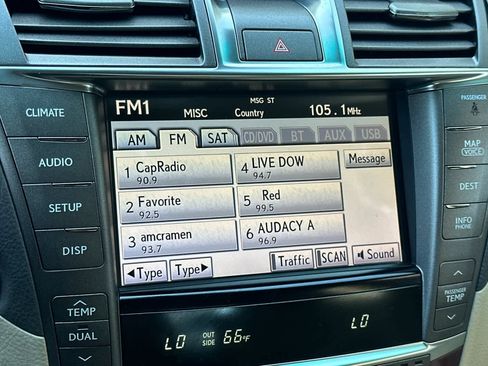 PASSENGER
FM1 MISC MSG ST Country 105.1MHz
CLIMATE
AM FM SAT CD/DVD BT AUX USB
MAP
VOICE
AUDIO
1 CapRadio 90.9
4 LIVE DOW 94.7
Message
DEST
SETUP
2 Favorite 92.5
5 Red 99.5
INFO
PHONE
DISP
3 amcramen 93.7
6 AUDACY A 96.9
◀Type Type▶ Traffic SCAN Sound
TEMP
DUAL
PASSENGER
TEMP
LO OUT SIDE 66°F LO